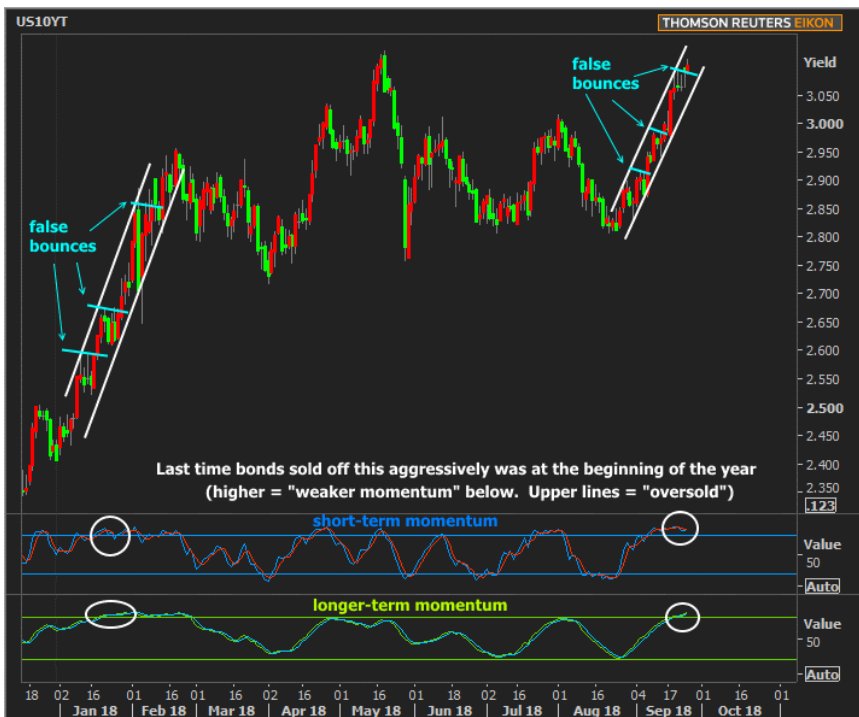 US10YT
THOMSON REUTERS EIKON
Yield
false
bounces
3.050
3.000
2.950
2.900
2.850
2.800
2.750
2.700
2.650
2.600
2.550
2.500
2.450
2.400
2.350
.123
false
bounces
Last time bonds sold off this aggressively was at the beginning of the year
(higher = "weaker momentum" below. Upper lines = "oversold")
short-term momentum
Value
50
Auto
longer-term momentum
Value
50
Auto
18 02 16 01 16 01 16 02 16 01 16 01 18 02 16 01 16 04 17 01 16 01
Jan 18 Feb 18 Mar 18 Apr 18 May 18 Jun 18 Jul 18 Aug 18 Sep 18 Oct 18